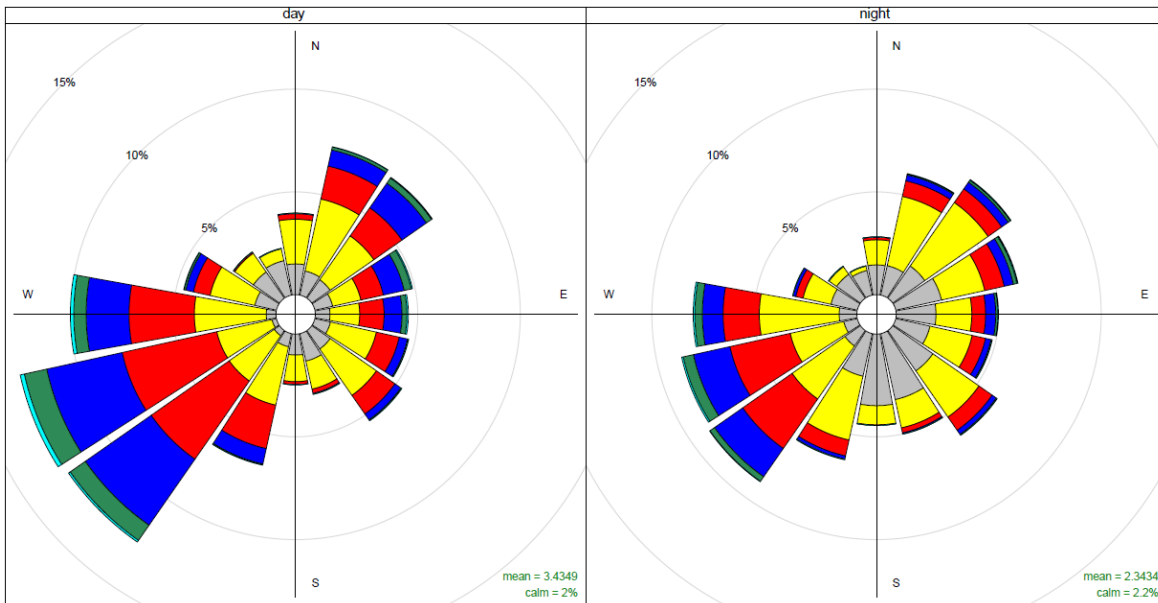 day
N
15%
10%
5%
W
E
S
mean = 3.4349
calm = 2%
night
N
15%
10%
5%
W
E
S
mean = 2.3434
calm = 2.2%